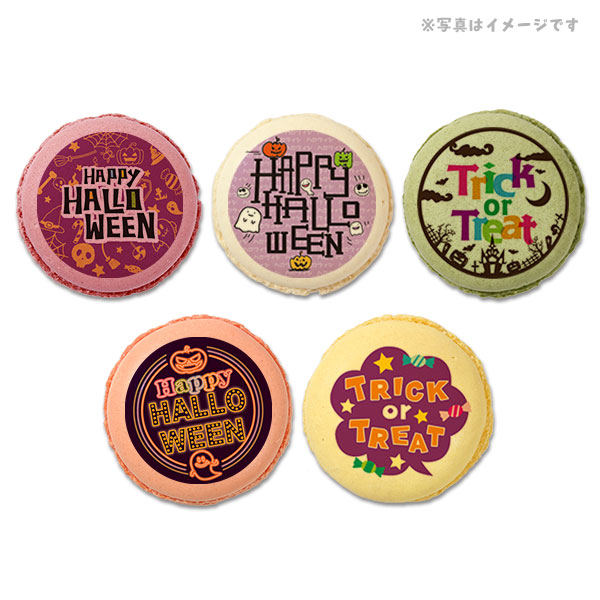 ※写真はイメージです
HAPPY
HALLO
WEEN
HAPPY
HALLO
WEEN
Trick
or
Treat
Happy
HALLO
WEEN
TRICK
or
TREAT